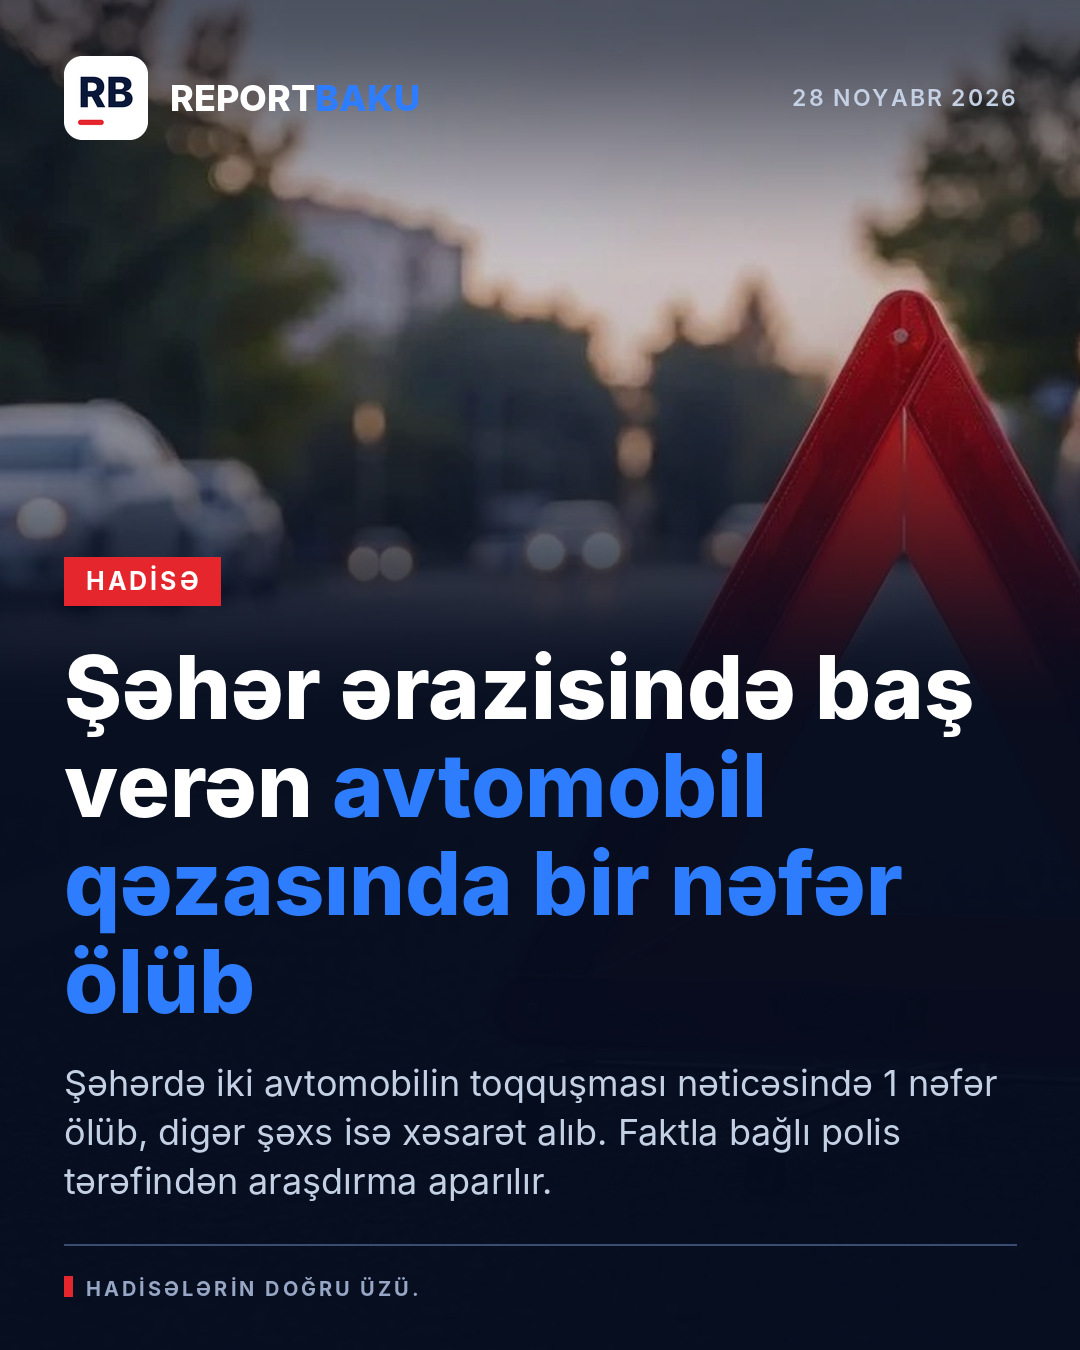 RB
REPORTBAKU
28 NOYABR 2026
HADİSƏ
Şəhər ərazisində baş
verən avtomobil
qəzasında bir nəfər
ölüb
Şəhərdə iki avtomobilin toqquşması nəticəsində 1 nəfər
ölüb, digər şəxs isə xəsarət alıb. Faktla bağlı polis
tərəfindən araşdırma aparılır.
HADİSƏLƏRİN DOĞRU ÜZÜ.